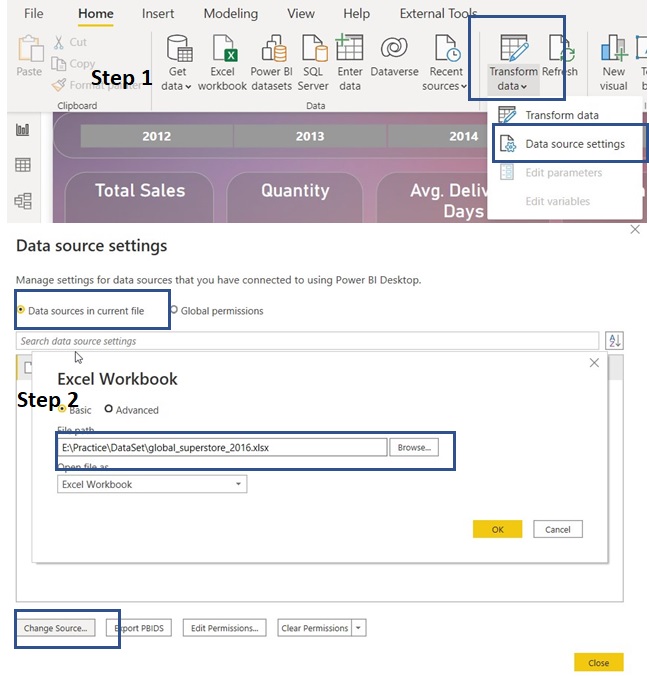 File Home Insert Modeling View Help External Tools
Paste
Cut
Copy
Format painter
Step 1
Clipboard
Get data
Excel workbook
Power BI datasets
SQL Server
Enter data
Dataverse
Recent sources
Data
Transform data
Refresh
New visual
Transform data
Data source settings
Edit parameters
Edit variables
2012 2013 2014
Total Sales
Quantity
Avg. Deliv
Days
Data source settings
Manage settings for data sources that you have connected to using Power BI Desktop.
Data sources in current file Global permissions
Search data source settings
Excel Workbook
Step 2
Basic Advanced
File path
E:\Practice\DataSet\global_superstore_2016.xlsx Browse...
Open file as
Excel Workbook
OK Cancel
Change Source... Export PBIDS Edit Permissions... Clear Permissions
Close